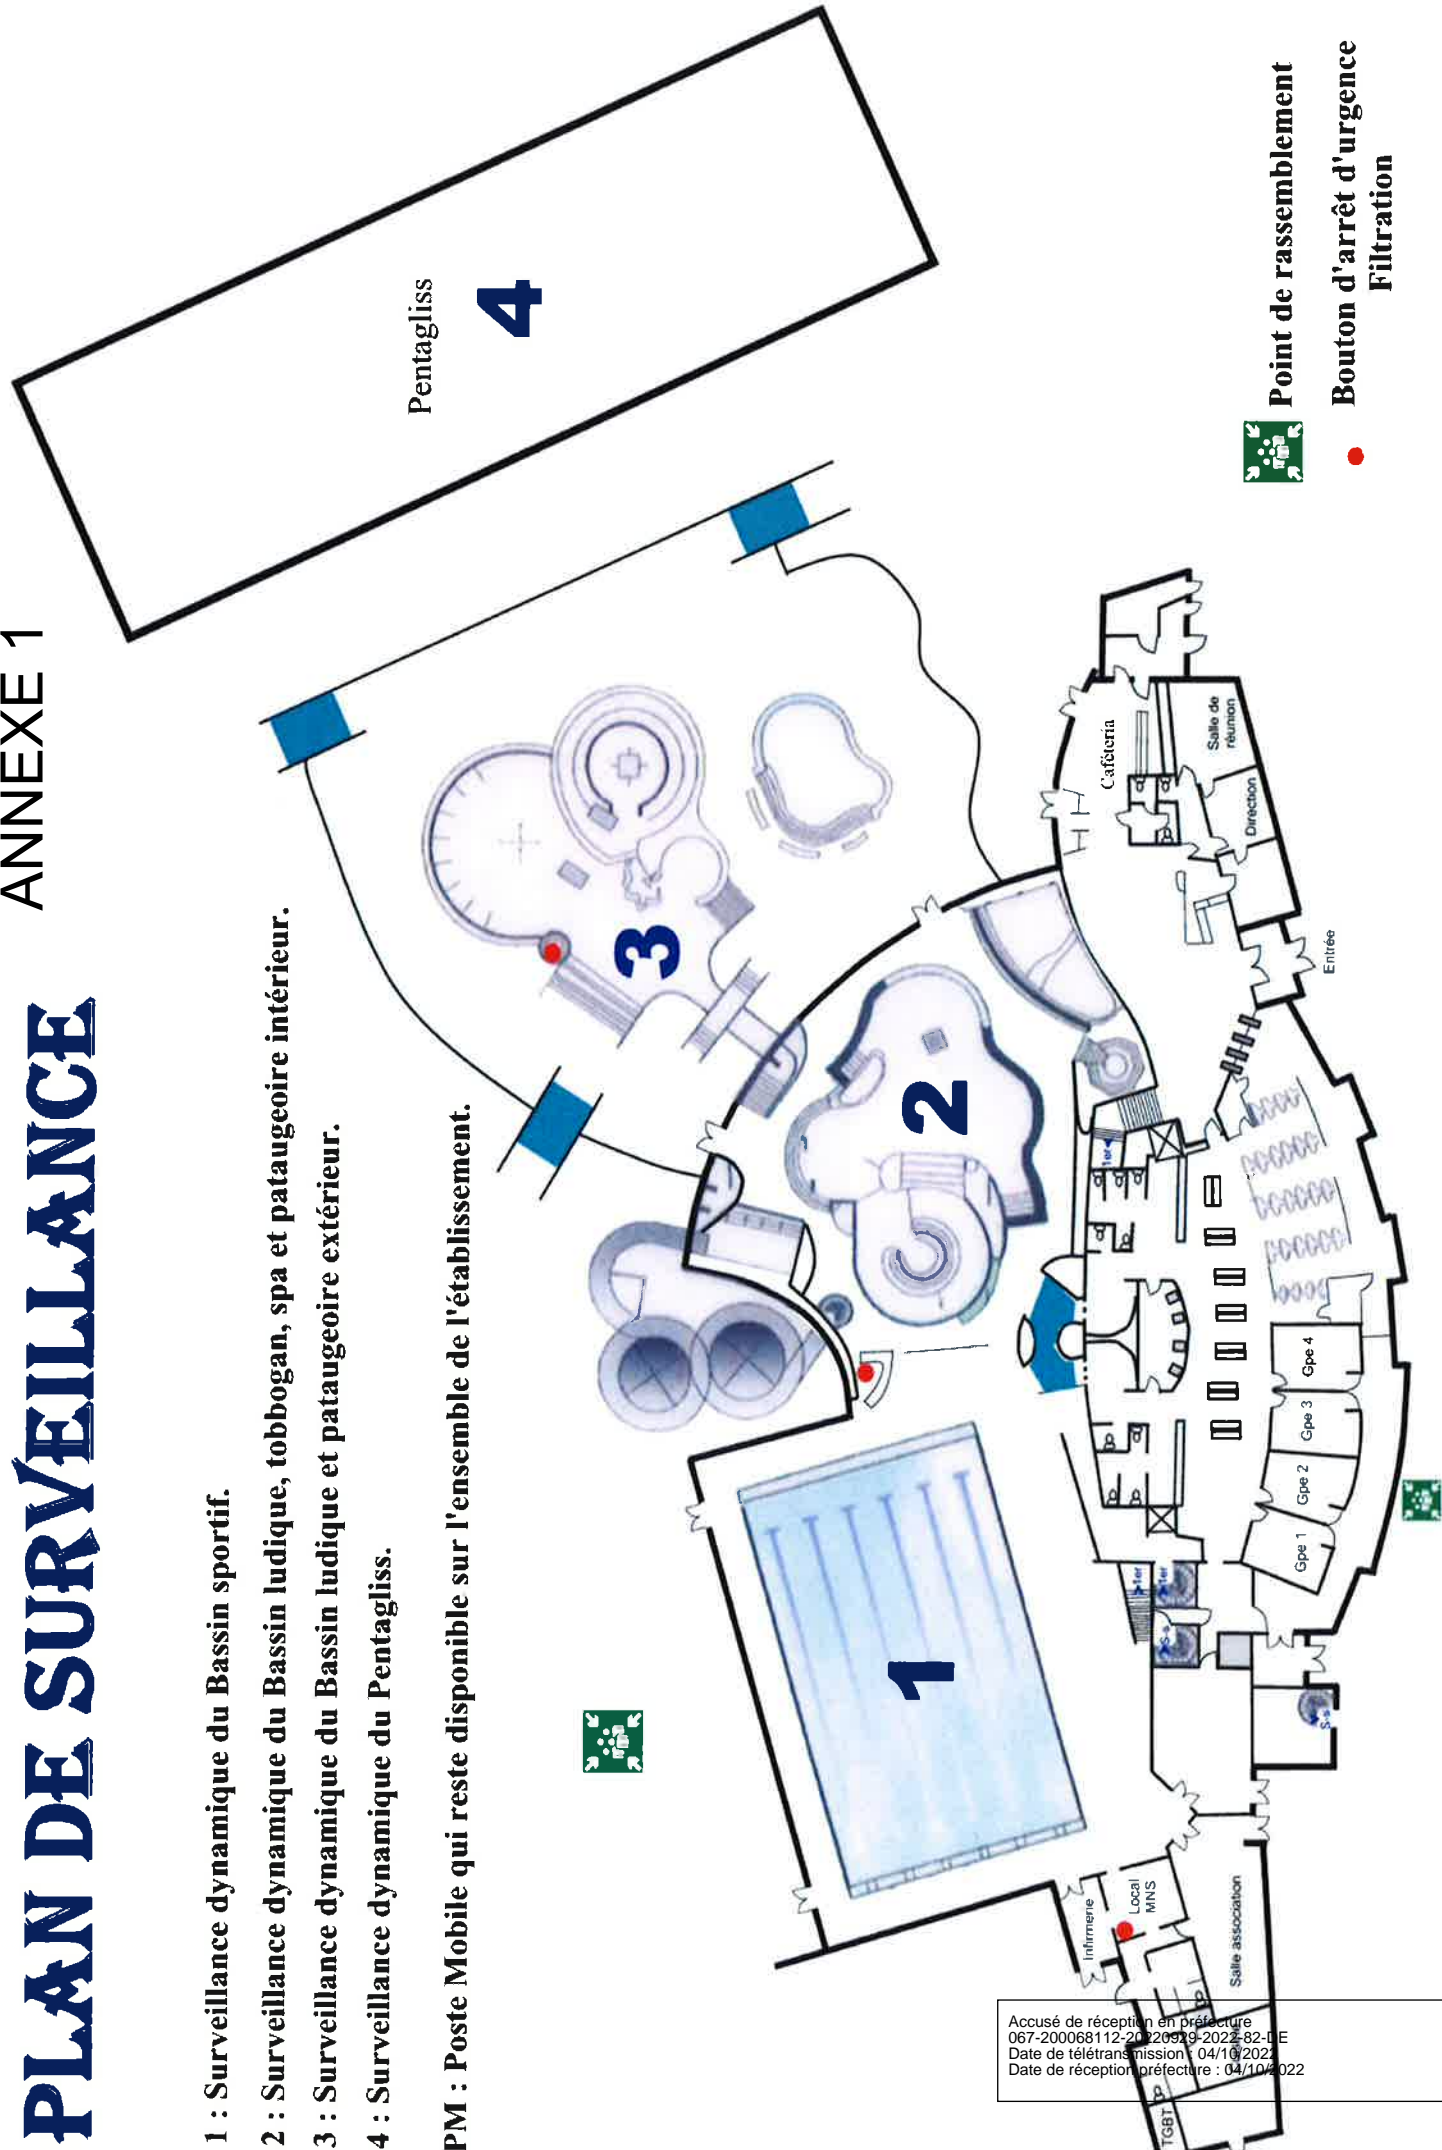 ANNEXE 1
PLAN DE SURVEILLANCE
1 : Surveillance dynamique du Bassin sportif.
2 : Surveillance dynamique du Bassin ludique, tobbogan, spa et pataugeoire intérieur.
3 : Surveillance dynamique du Bassin ludique et pataugeoire extérieur.
4 : Surveillance dynamique du Pentagliss.
PM : Poste Mobile qui reste disponible sur l'ensemble de l'établissement.
Pentagliss
4
3
2
1
Caféteria
Salle de
réunion
Direction
Entrée
1er
Gpe 4
Gpe 3
Gpe 2
Gpe 1
1er
1er
S-s
S-s
Infirmerie
Local
MNS
Salle association
TGBT
Point de rassemblement
Bouton d'arrêt d'urgence
Filtration
Accusé de réception en préfecture
067-200068112-20220929-2022-82-DE
Date de télétransmission : 04/10/2022
Date de réception préfecture : 04/10/2022